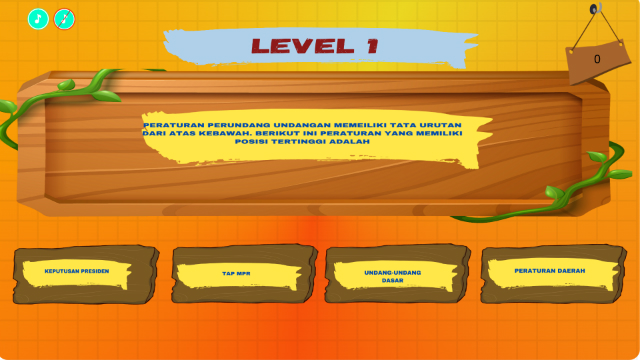 LEVEL 1
0
PERATURAN PERUNDANG UNDANGAN MEMEILIKI TATA URUTAN
DARI ATAS KEBAWAH. BERIKUT INI PERATURAN YANG MEMILIKI
POSISI TERTINGGI ADALAH
KEPUTUSAN PRESIDEN
TAP MPR
UNDANG-UNDANG
DASAR
PERATURAN DAERAH